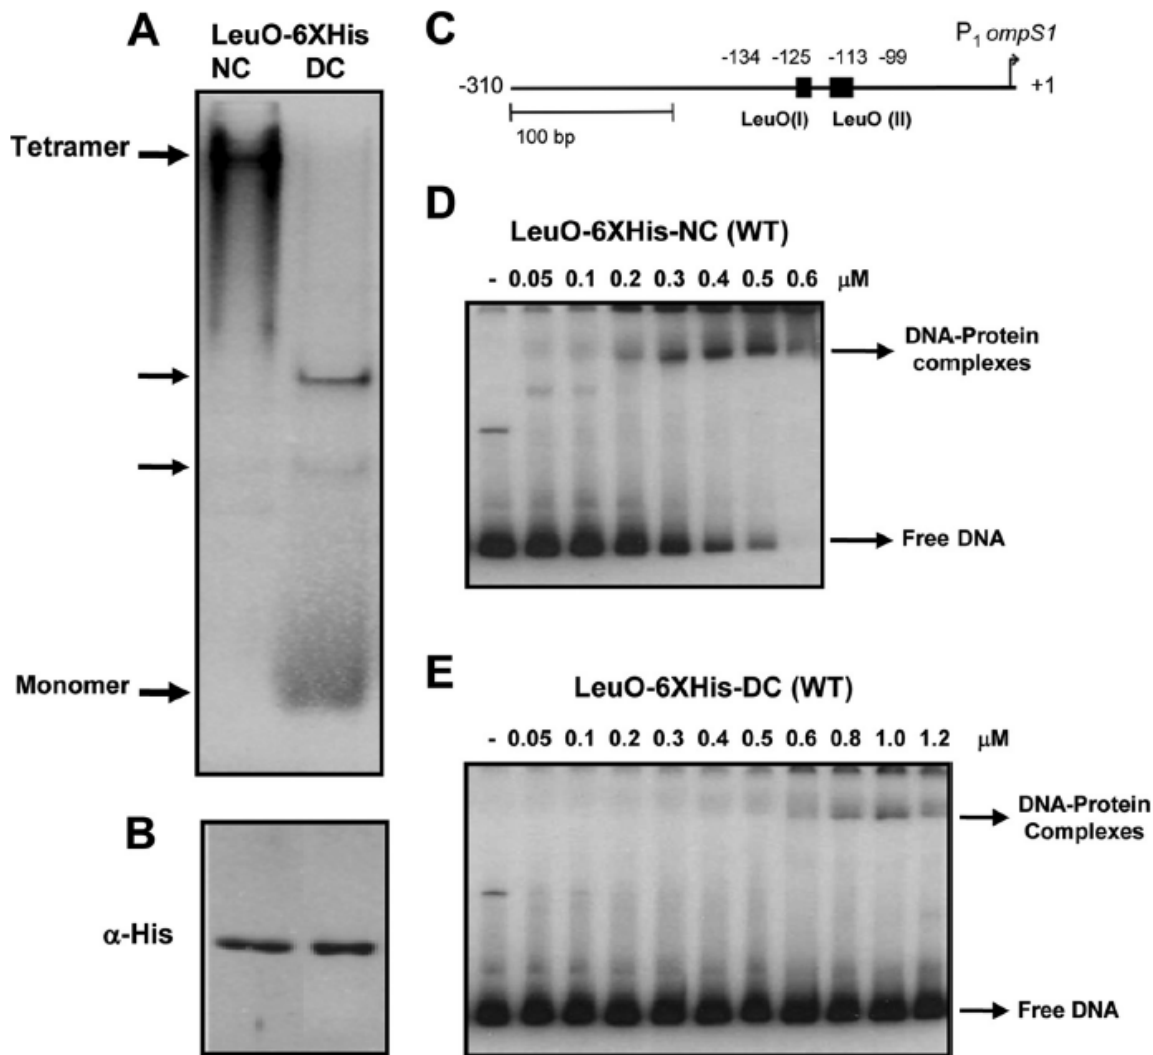 A
LeuO-6XHis
NC DC
Tetramer
Monomer
B
α-His
C
P1 ompS1
-134 -125 -113 -99
-310 +1
LeuO(I) LeuO (II)
100 bp
D
LeuO-6XHis-NC (WT)
- 0.05 0.1 0.2 0.3 0.4 0.5 0.6 μM
DNA-Protein
complexes
Free DNA
E
LeuO-6XHis-DC (WT)
- 0.05 0.1 0.2 0.3 0.4 0.5 0.6 0.8 1.0 1.2 μM
DNA-Protein
Complexes
Free DNA